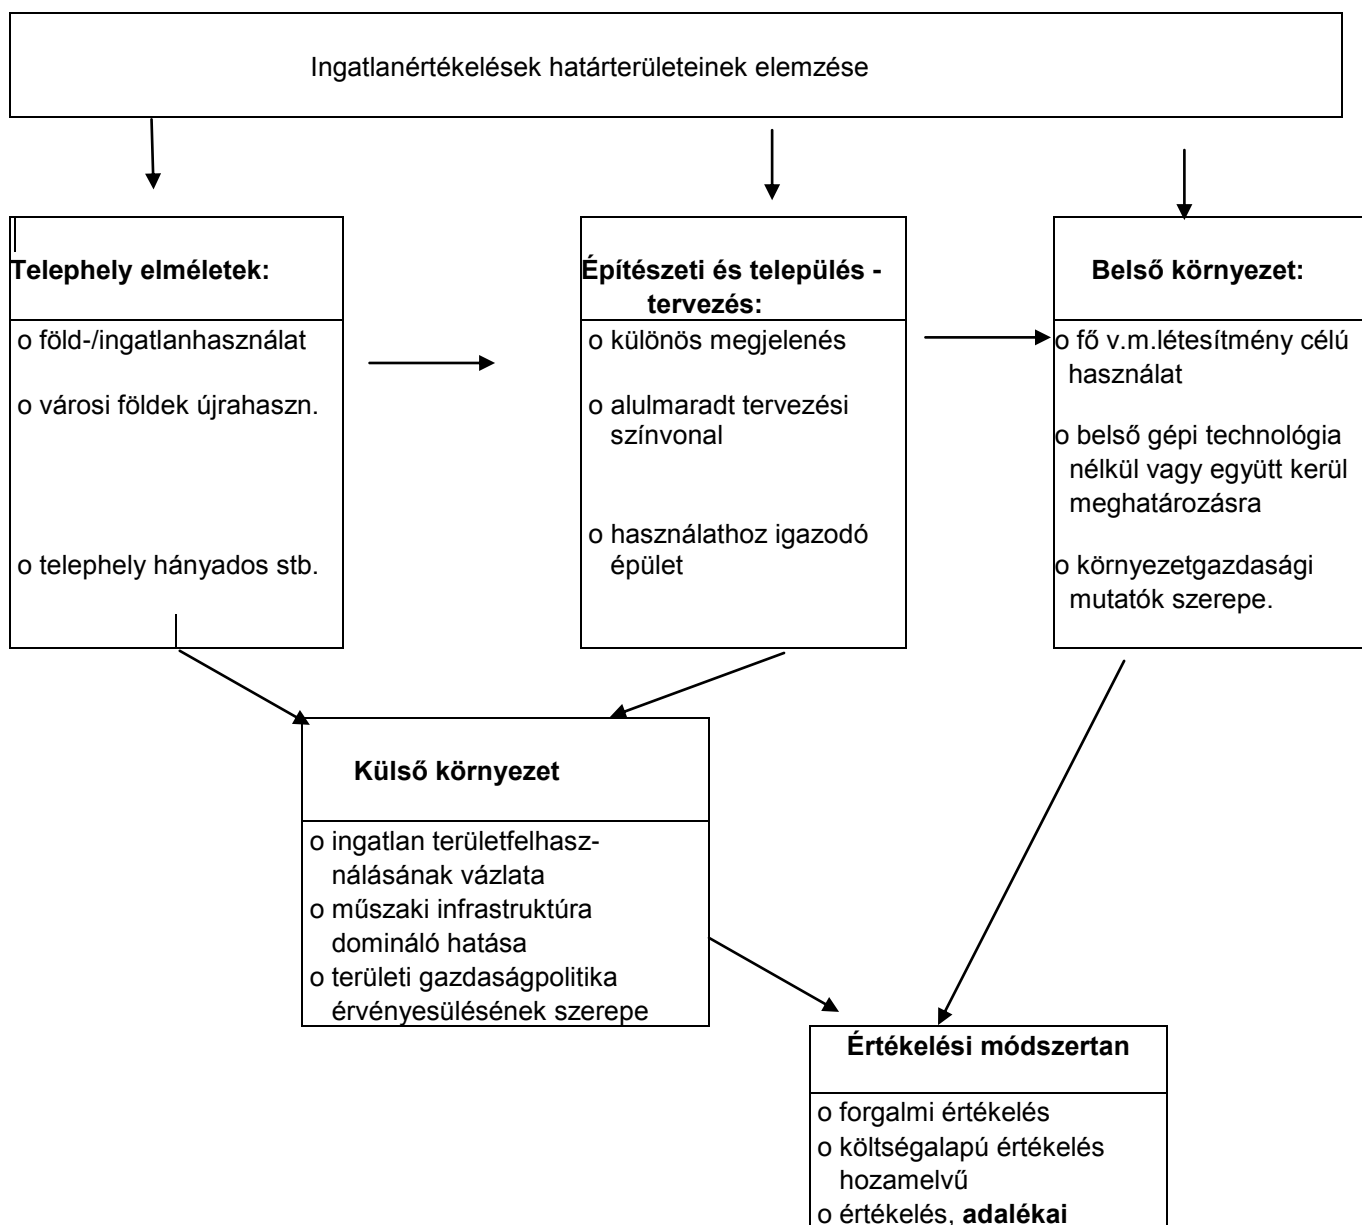 Ingatlanértékelések határterületeinek elemzése
Telephely elméletek:
o föld-/ingatlanhasználat
o városi földek újrahaszn.
o telephely hányados stb.
Építészeti és település -
tervezés:
o különös megjelenés
o alulmaradt tervezési
színvonal
o használathoz igazodó
épület
Belső környezet:
o fő v.m.létesítmény célú
használat
o belső gépi technológia
nélkül vagy együtt kerül
meghatározásra
o környezetgazdasági
mutatók szerepe.
Külső környezet
o ingatlan területfelhasz-
nálásának vázlata
o műszaki infrastruktúra
domináló hatása
o területi gazdaságpolitika
érvényesülésének szerepe
Értékelési módszertan
o forgalmi értékelés
o költségalapú értékelés
hozamelvű
o értékelés, adalékai